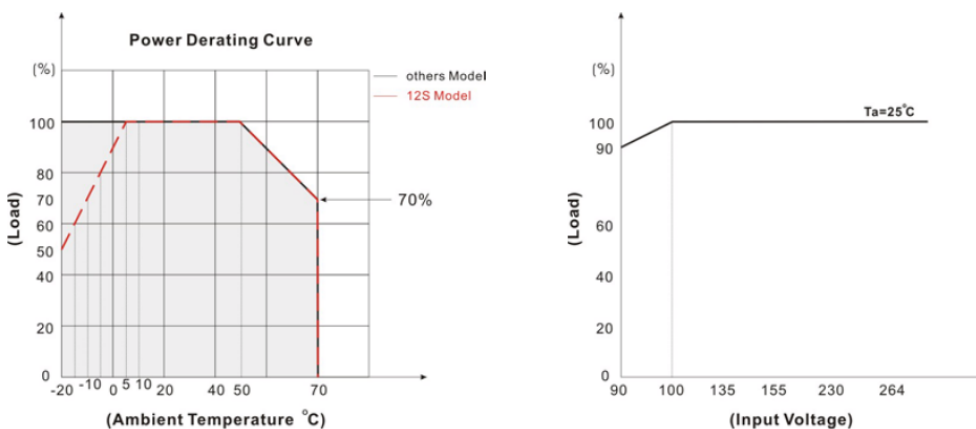 Power Derating Curve
(%)
others Model
12S Model
100
80
70
60
50
40
20
0
(Load)
70%
-20 -10 0 5 10 20 40 50 70
(Ambient Temperature °C)
(%)
Ta=25°C
100
90
60
40
20
0
(Load)
90 100 135 155 230 264
(Input Voltage)